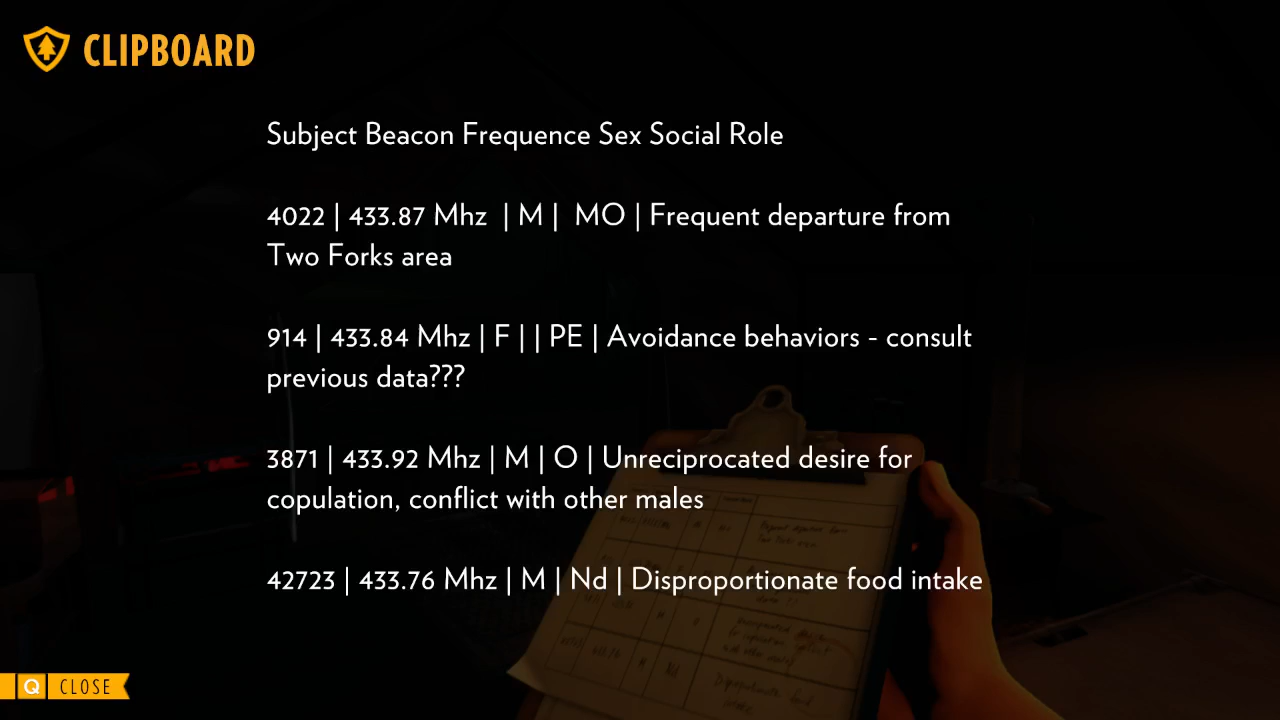 CLIPBOARD
Subject Beacon Frequence Sex Social Role
4022 | 433.87 Mhz | M | MO | Frequent departure from
Two Forks area
914 | 433.84 Mhz | F | | PE | Avoidance behaviors - consult
previous data???
3871 | 433.92 Mhz | M | O | Unreciprocated desire for
copulation, conflict with other males
42723 | 433.76 Mhz | M | Nd | Disproportionate food intake
Q CLOSE